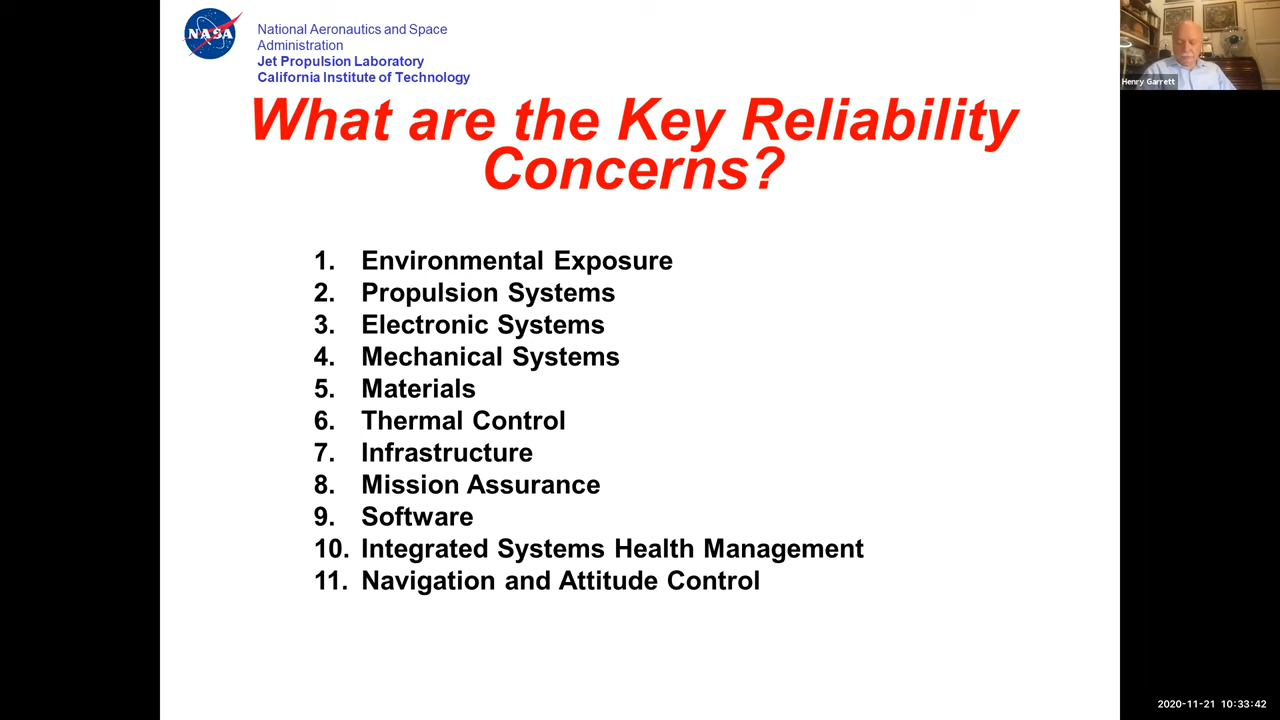 NASA
National Aeronautics and Space
Administration
Jet Propulsion Laboratory
California Institute of Technology
What are the Key Reliability
Concerns?
1. Environmental Exposure
2. Propulsion Systems
3. Electronic Systems
4. Mechanical Systems
5. Materials
6. Thermal Control
7. Infrastructure
8. Mission Assurance
9. Software
10. Integrated Systems Health Management
11. Navigation and Attitude Control
Henry Garrett
2020-11-21 10:33:42